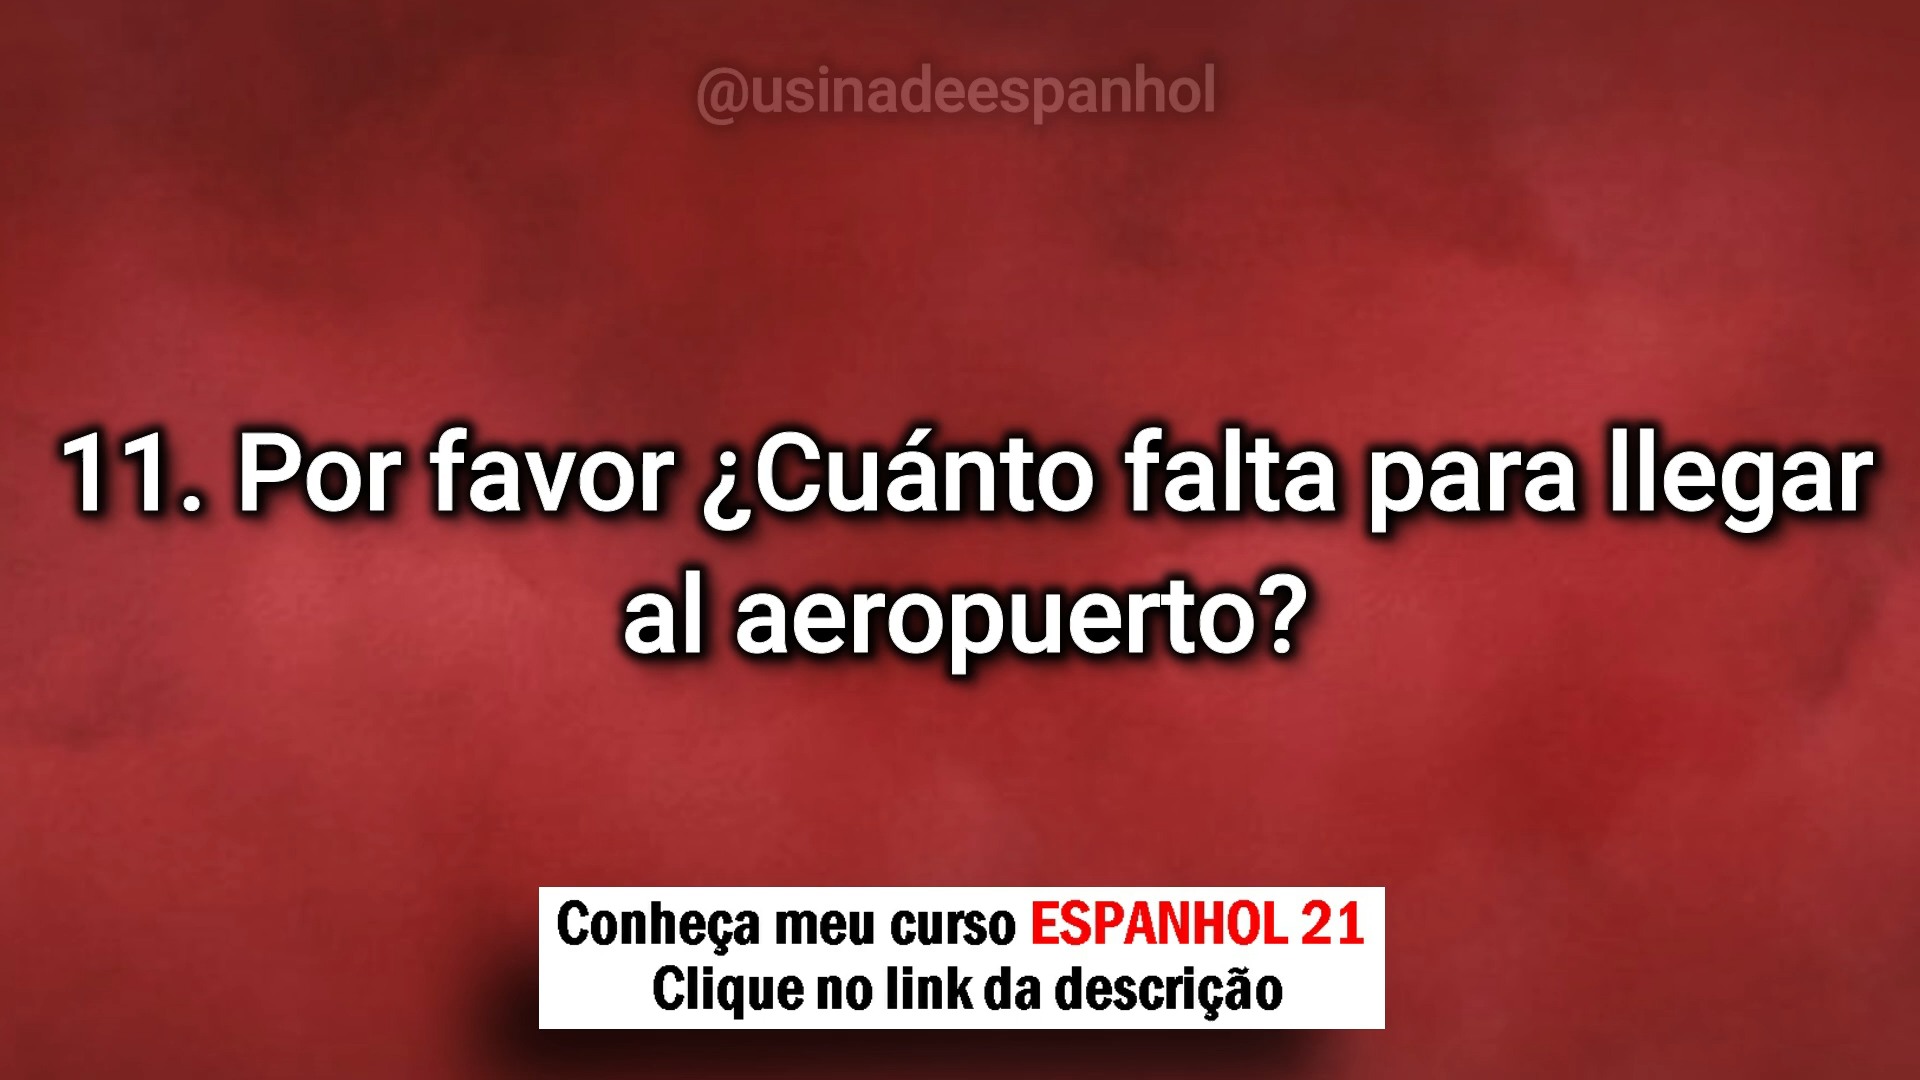 @usinadeespanhol
11. Por favor ¿Cuánto falta para llegar
al aeropuerto?
Conheça meu curso ESPANHOL 21
Clique no link da descrição